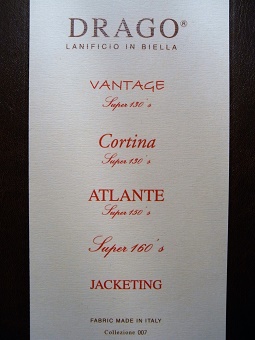 DRAGO®
LANIFICIO IN BIELLA
VANTAGE
Super 130's
Cortina
Super 130's
ATLANTE
Super 150's
Super 160's
JACKETING
FABRIC MADE IN ITALY
Collezione 007